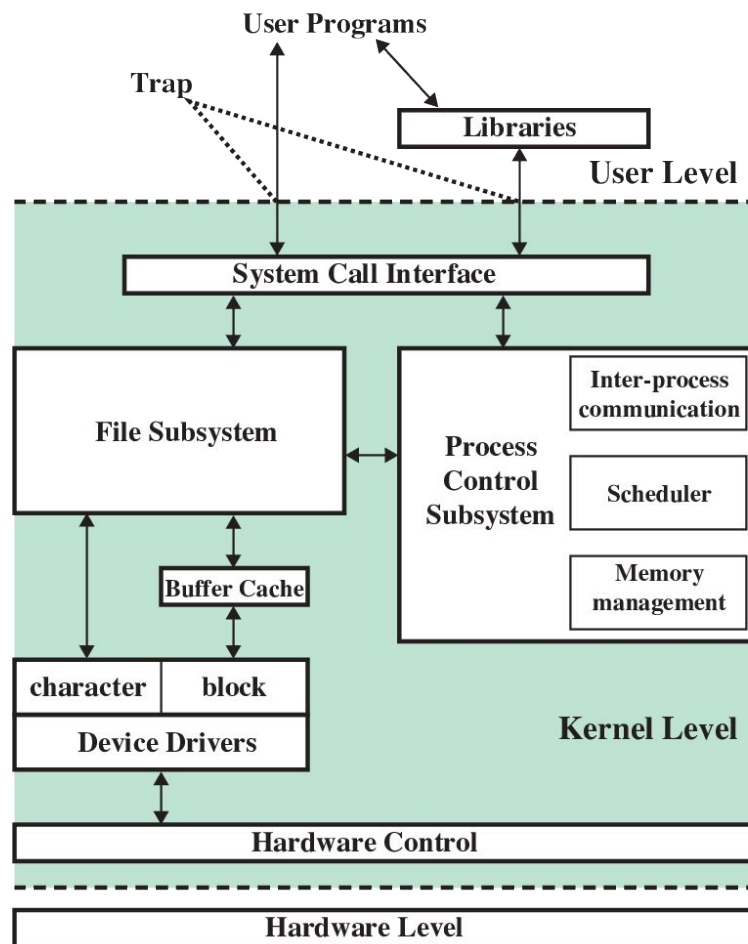 User Programs
Trap
Libraries
User Level
System Call Interface
File Subsystem
Process
Control
Subsystem
Inter-process
communication
Scheduler
Memory
management
Buffer Cache
character
block
Device Drivers
Kernel Level
Hardware Control
Hardware Level